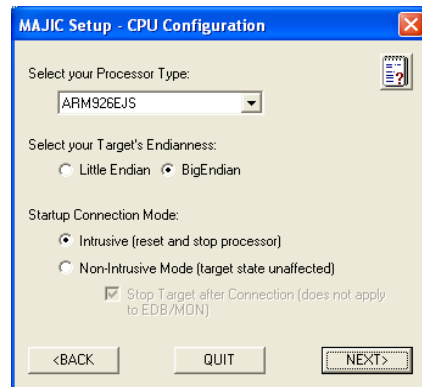 MAJIC Setup - CPU Configuration
Select your Processor Type:
ARM926EJS
Select your Target's Endianness:
Little Endian BigEndian
Startup Connection Mode:
Intrusive (reset and stop processor)
Non-Intrusive Mode (target state unaffected)
Stop Target after Connection (does not apply
to EDB/MON)
<BACK QUIT NEXT>